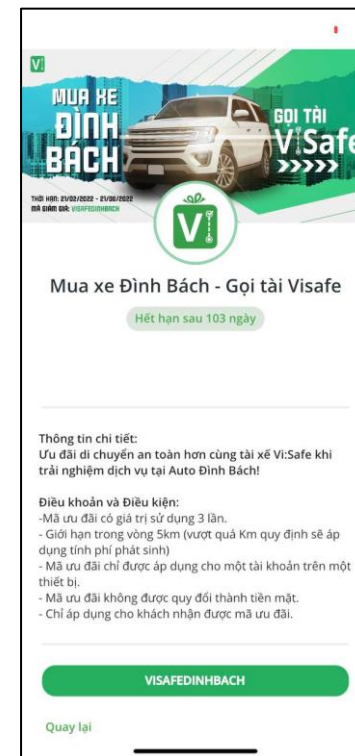 Vi
MUA XE
ĐÌNH
BÁCH
GỌI TÀI
Vi:Safe
THỜI HẠN: 21/02/2022 - 21/06/2022
MÃ GIẢM GIÁ: VISAFEDINHBACH
Vi
Mua xe Đình Bách - Gọi tài Visafe
Hết hạn sau 103 ngày
Thông tin chi tiết:
Ưu đãi di chuyển an toàn hơn cùng tài xế Vi:Safe khi
trải nghiệm dịch vụ tại Auto Đình Bách!
Điều khoản và Điều kiện:
-Mã ưu đãi có giá trị sử dụng 3 lần.
- Giới hạn trong vòng 5km (vượt quá Km quy định sẽ áp
dụng tính phí phát sinh)
- Mã ưu đãi chỉ được áp dụng cho một tài khoản trên một
thiết bị.
- Mã ưu đãi không được quy đổi thành tiền mặt.
- Chỉ áp dụng cho khách nhận được mã ưu đãi.
VISAFEDINHBACH
Quay lại